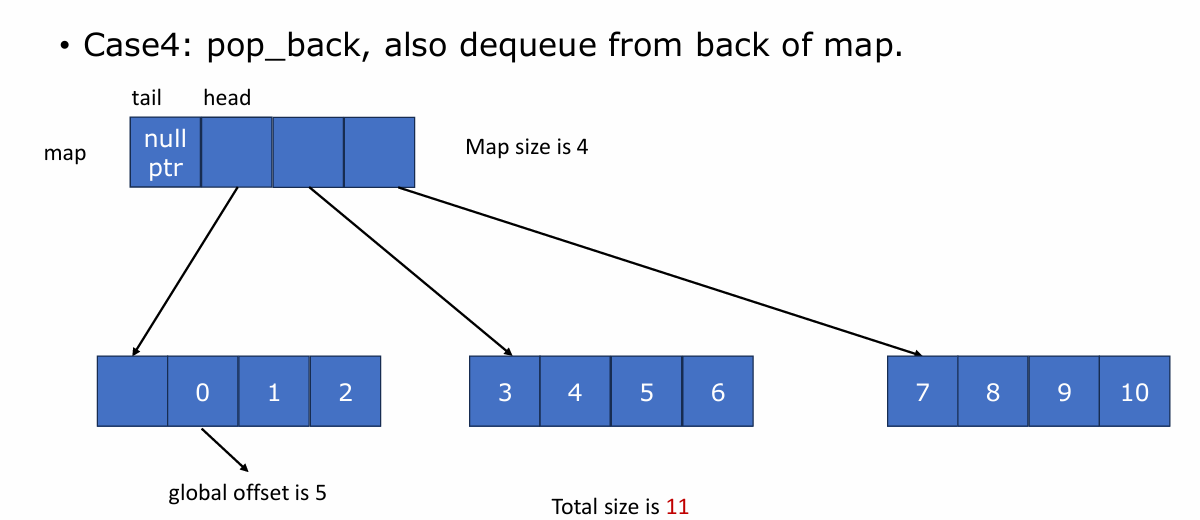 • Case4: pop_back, also dequeue from back of map.
tail head
map
null
ptr
Map size is 4
0 1 2
3 4 5 6
7 8 9 10
global offset is 5
Total size is 11